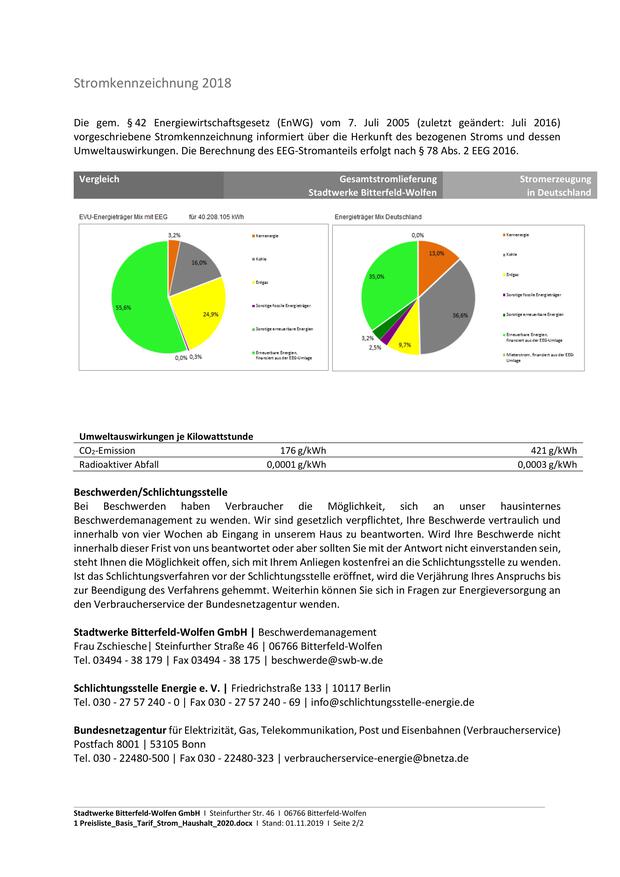 Stromkennzeichnung 2018
Die gem. § 42 Energiewirtschaftsgesetz (EnWG) vom 7. Juli 2005 (zuletzt geändert: Juli 2016)
vorgeschriebene Stromkennzeichnung informiert über die Herkunft des bezogenen Stroms und dessen
Umweltauswirkungen. Die Berechnung des EEG-Stromanteils erfolgt nach § 78 Abs. 2 EEG 2016.
Vergleich Gesamtstromlieferung Stromerzeugung
Stadtwerke Bitterfeld-Wolfen in Deutschland
EVU-Energieträger Mix mit EEG für 40.208.105 kWh
3,2%
16,0%
24,9%
0,3%
0,0%
55,6%
Kernenergie
Kohle
Erdgas
Sonstige fossile Energieträger
Sonstige erneuerbare Energien
Erneuerbare Energien,
finanziert aus der EEG-Umlage
Energieträger Mix Deutschland
0,0%
13,0%
36,6%
9,7%
2,5%
3,2%
35,0%
Kernenergie
Kohle
Erdgas
Sonstige fossile Energieträger
Sonstige erneuerbare Energien
Erneuerbare Energien,
finanziert aus der EEG-Umlage
Mieterstrom, finanziert aus der EEG-
Umlage
Umweltauswirkungen je Kilowattstunde
CO₂-Emission 176 g/kWh 421 g/kWh
Radioaktiver Abfall 0,0001 g/kWh 0,0003 g/kWh
Beschwerden/Schlichtungsstelle
Bei Beschwerden haben Verbraucher die Möglichkeit, sich an unser hausinternes
Beschwerdemanagement zu wenden. Wir sind gesetzlich verpflichtet, Ihre Beschwerde vertraulich und
innerhalb von vier Wochen ab Eingang in unserem Haus zu beantworten. Wird Ihre Beschwerde nicht
innerhalb dieser Frist von uns beantwortet oder aber sollten Sie mit der Antwort nicht einverstanden sein,
steht Ihnen die Möglichkeit offen, sich mit Ihrem Anliegen kostenfrei an die Schlichtungsstelle zu wenden.
Ist das Schlichtungsverfahren vor der Schlichtungsstelle eröffnet, wird die Verjährung Ihres Anspruchs bis
zur Beendigung des Verfahrens gehemmt. Weiterhin können Sie sich in Fragen zur Energieversorgung an
den Verbraucherservice der Bundesnetzagentur wenden.
Stadtwerke Bitterfeld-Wolfen GmbH | Beschwerdemanagement
Frau Zschiesche| Steinfurther Straße 46 | 06766 Bitterfeld-Wolfen
Tel. 03494 - 38 179 | Fax 03494 - 38 175 | beschwerde@swb-w.de
Schlichtungsstelle Energie e. V. | Friedrichstraße 133 | 10117 Berlin
Tel. 030 - 27 57 240 - 0 | Fax 030 - 27 57 240 - 69 | info@schlichtungsstelle-energie.de
Bundesnetzagentur für Elektrizität, Gas, Telekommunikation, Post und Eisenbahnen (Verbraucherservice)
Postfach 8001 | 53105 Bonn
Tel. 030 - 22480-500 | Fax 030 - 22480-323 | verbraucherservice-energie@bnetza.de
Stadtwerke Bitterfeld-Wolfen GmbH I Steinfurther Str. 46 I 06766 Bitterfeld-Wolfen
1 Preisliste_Basis_Tarif_Strom_Haushalt_2020.docx I Stand: 01.11.2019 I Seite 2/2